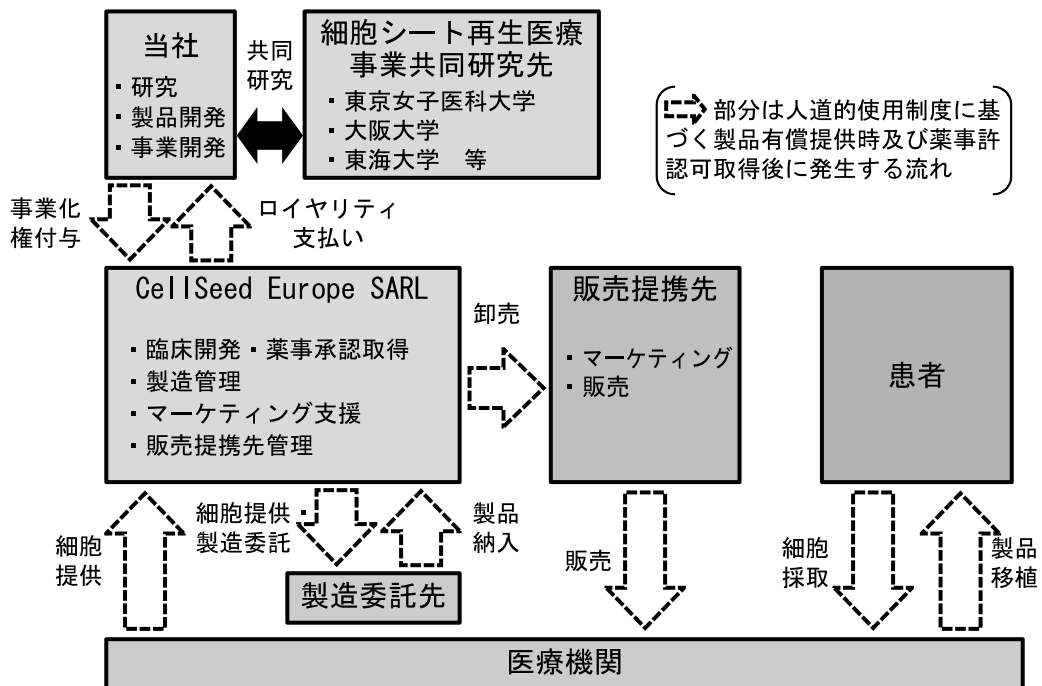 当社
・研究
・製品開発
・事業開発
共同
研究
細胞シート再生医療
事業共同研究先
・東京女子医科大学
・大阪大学
・東海大学 等
部分は人道的使用制度に基
づく製品有償提供時及び薬事許
認可取得後に発生する流れ
事業化
権付与
ロイヤリティ
支払い
CellSeed Europe SARL
・臨床開発・薬事承認取得
・製造管理
・マーケティング支援
・販売提携先管理
卸売
販売提携先
・マーケティング
・販売
患者
細胞
提供
細胞提供・
製造委託
製品
納入
製造委託先
販売
細胞
採取
製品
移植
医療機関